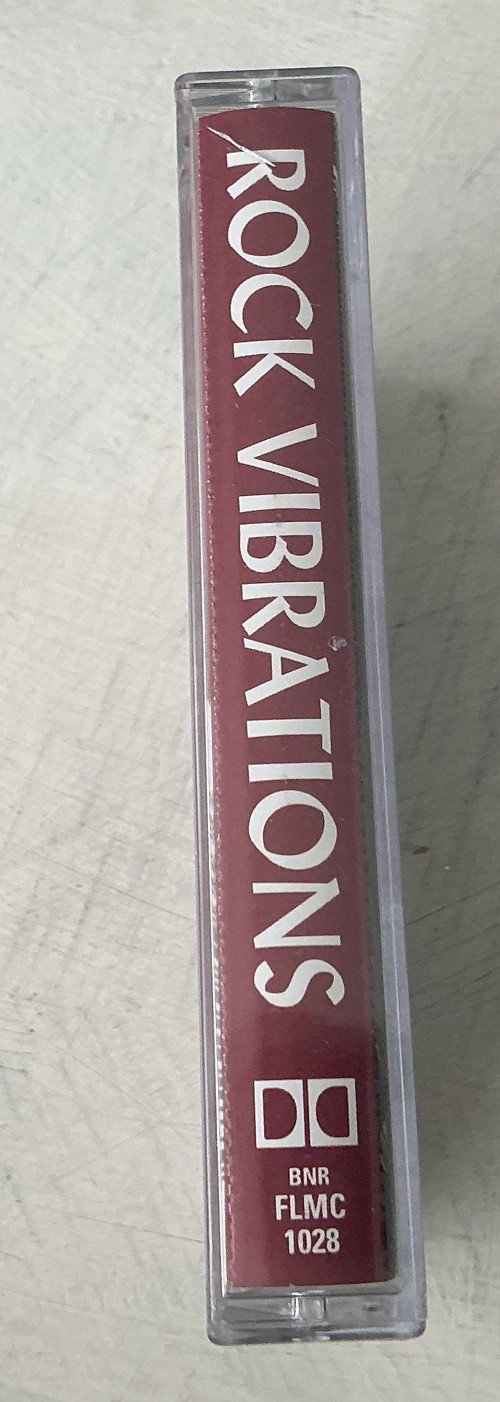 ROCK VIBRATIONS
BNR
FLMC
1028